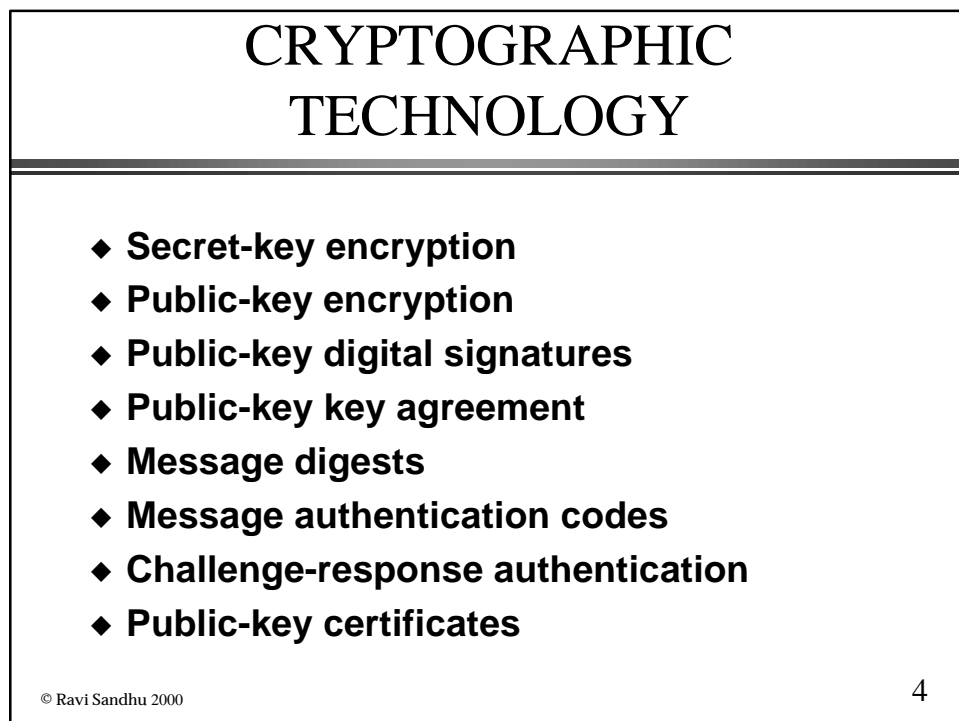 CRYPTOGRAPHIC
TECHNOLOGY
◆ Secret-key encryption
◆ Public-key encryption
◆ Public-key digital signatures
◆ Public-key key agreement
◆ Message digests
◆ Message authentication codes
◆ Challenge-response authentication
◆ Public-key certificates
© Ravi Sandhu 2000
4